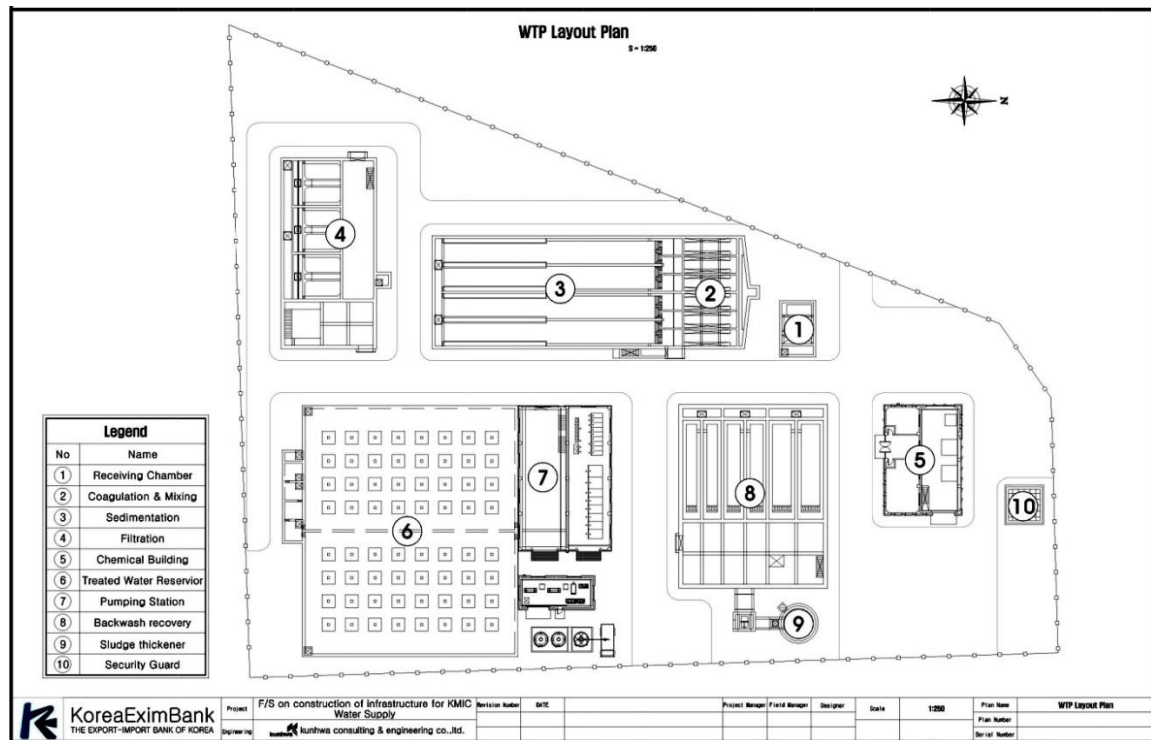 WTP Layout Plan
S = 1:250
N
4
3
2
1
5
10
6
7
8
9
Legend
No Name
1 Receiving Chamber
2 Coagulation & Mixing
3 Sedimentation
4 Filtration
5 Chemical Building
6 Treated Water Reservior
7 Pumping Station
8 Backwash recovery
9 Sludge thickener
10 Security Guard
KoreaEximBank
THE EXPORT-IMPORT BANK OF KOREA
Project F/S on construction of infrastructure for KMIC Water Supply
Engineering kunhwa kunhwa consulting & engineering co.,ltd.
Revision Number DATE Project Manager Field Manager Designer
Scale 1:250
Plan Name WTP Layout Plan
Plan Number
Serial Number